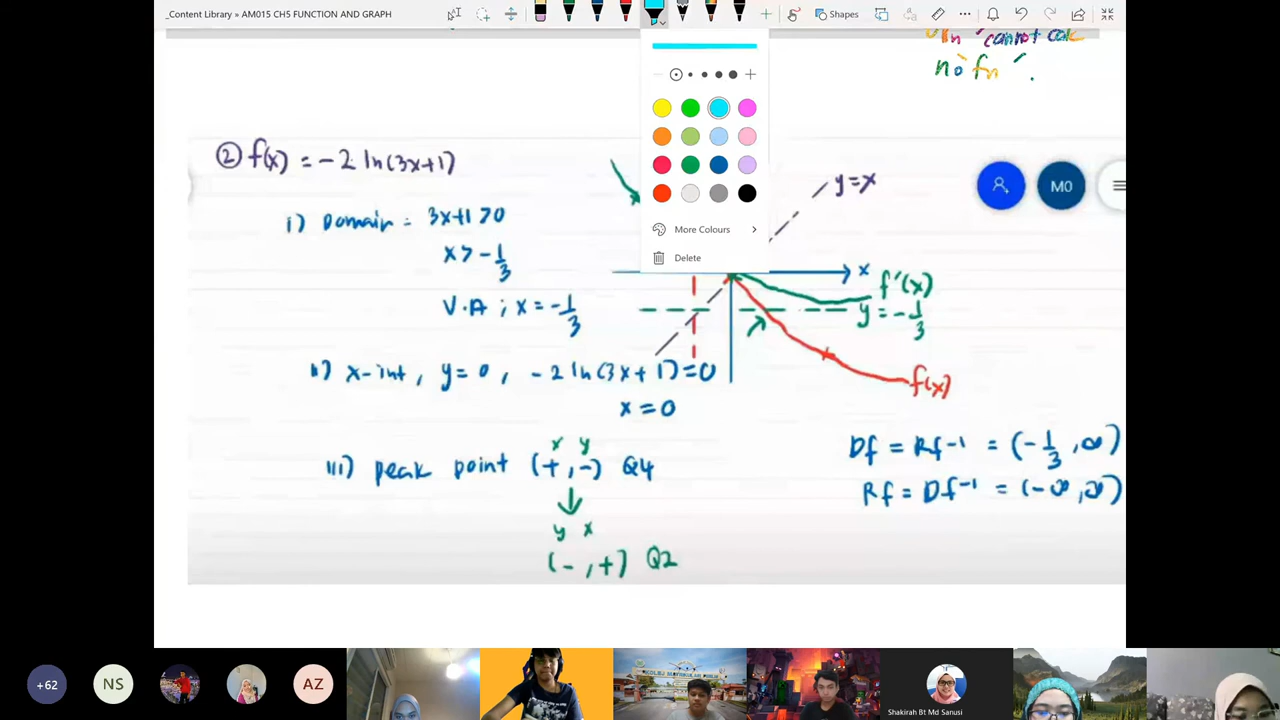 _Content Library » AM015 CH5 FUNCTION AND GRAPH
Shapes
cannot
no fn".
② f(x) = -2 ln(3x+1)
y=x
M0
i) Domain : 3x+1 > 0
x > -1/3
More Colours
Delete
x
f⁻¹(x)
V.A ; x = -1/3
y = -1/3
ii) x-int, y=0, -2 ln(3x+1)=0
f(x)
x = 0
x y
Df = Rf⁻¹ = (-1/3, ∞)
iii) peak point (+,-) Q4
Rf = Df⁻¹ = (-∞, ∞)
y x
(-,+) Q2
+62
NS
AZ
Shakirah Bt Md Sanusi